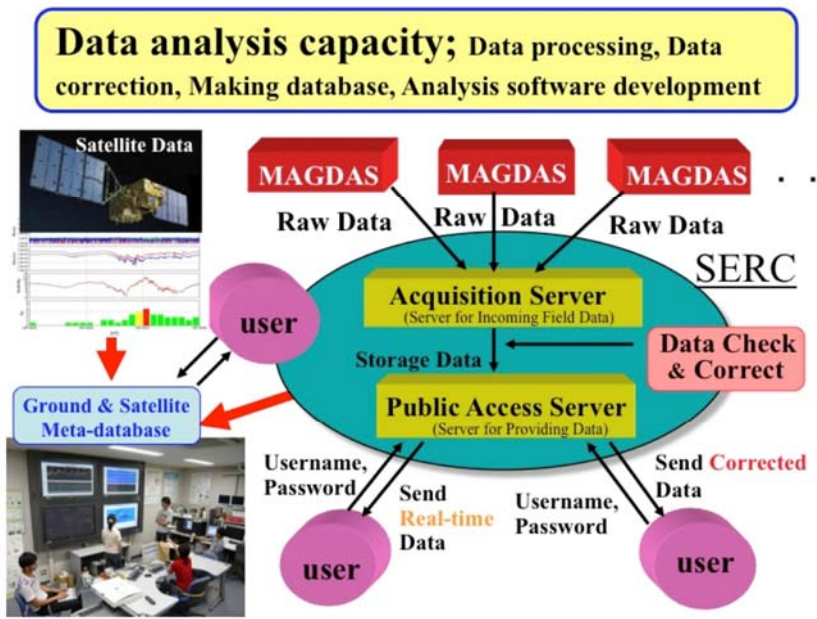 Data analysis capacity; Data processing, Data
correction, Making database, Analysis software development
Satellite Data
MAGDAS
MAGDAS
MAGDAS
. .
Raw Data
Raw Data
Raw Data
SERC
Acquisition Server
(Server for Incoming Field Data)
user
Storage Data
Data Check
& Correct
Public Access Server
(Server for Providing Data)
Ground & Satellite
Meta-database
Username,
Password
Send
Real-time
Data
Username,
Password
Send Corrected
Data
user
user